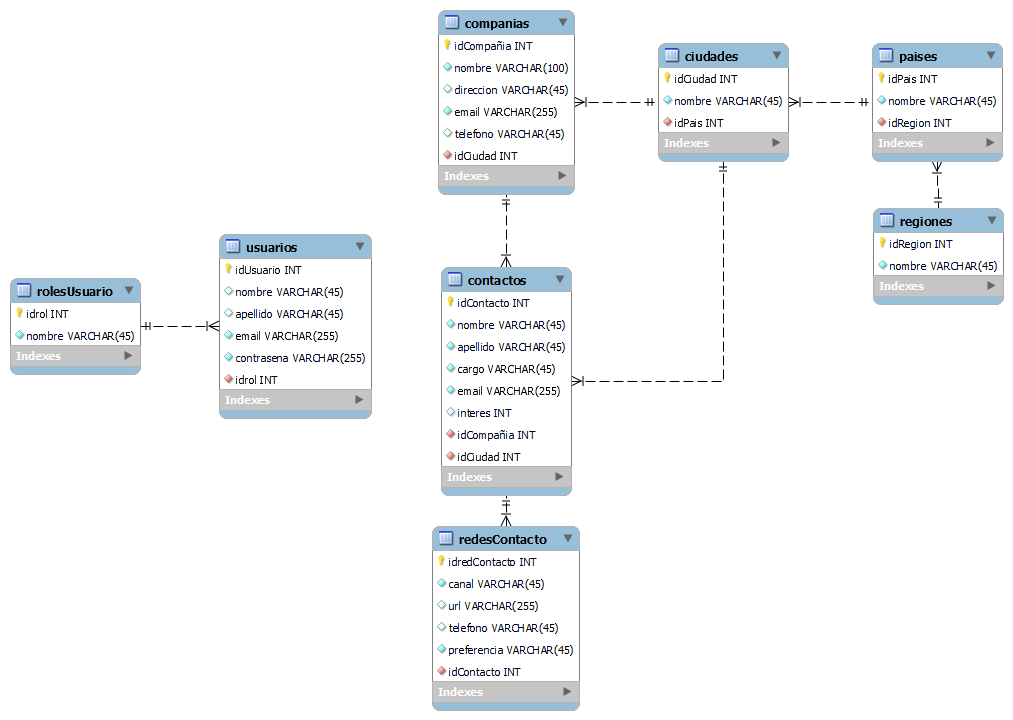 companias
idCompañia INT
nombre VARCHAR(100)
direccion VARCHAR(45)
email VARCHAR(255)
telefono VARCHAR(45)
idCiudad INT
Indexes
ciudades
idCiudad INT
nombre VARCHAR(45)
idPais INT
Indexes
paises
idPais INT
nombre VARCHAR(45)
idRegion INT
Indexes
regiones
idRegion INT
nombre VARCHAR(45)
Indexes
rolesUsuario
idrol INT
nombre VARCHAR(45)
Indexes
usuarios
idUsuario INT
nombre VARCHAR(45)
apellido VARCHAR(45)
email VARCHAR(255)
contrasena VARCHAR(255)
idrol INT
Indexes
contactos
idContacto INT
nombre VARCHAR(45)
apellido VARCHAR(45)
cargo VARCHAR(45)
email VARCHAR(255)
interes INT
idCompañia INT
idCiudad INT
Indexes
redesContacto
idredContacto INT
canal VARCHAR(45)
url VARCHAR(255)
telefono VARCHAR(45)
preferencia VARCHAR(45)
idContacto INT
Indexes